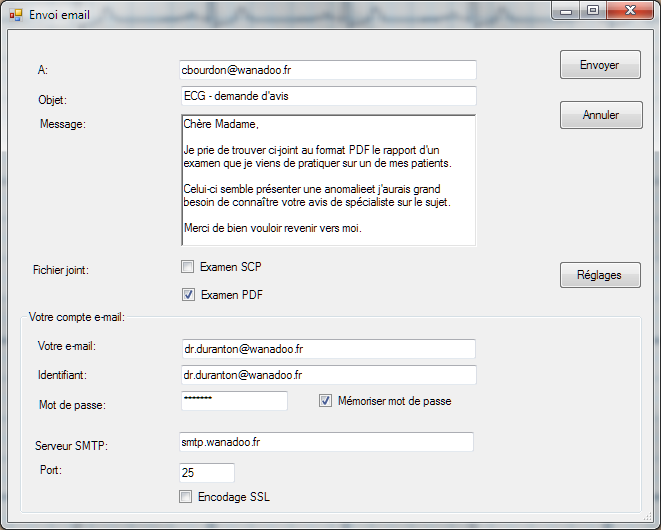 Envoi email
A:
cbourdon@wanadoo.fr
Envoyer
Objet:
ECG - demande d'avis
Annuler
Message:
Chère Madame,
Je prie de trouver ci-joint au format PDF le rapport d'un
examen que je viens de pratiquer sur un de mes patients.
Celui-ci semble présenter une anomalieet j'aurais grand
besoin de connaître votre avis de spécialiste sur le sujet.
Merci de bien vouloir revenir vers moi.
Fichier joint:
Examen SCP
Réglages
Examen PDF
Votre compte e-mail:
Votre e-mail:
dr.duranton@wanadoo.fr
Identifiant:
dr.duranton@wanadoo.fr
Mot de passe:
*******
Mémoriser mot de passe
Serveur SMTP:
smtp.wanadoo.fr
Port:
25
Encodage SSL